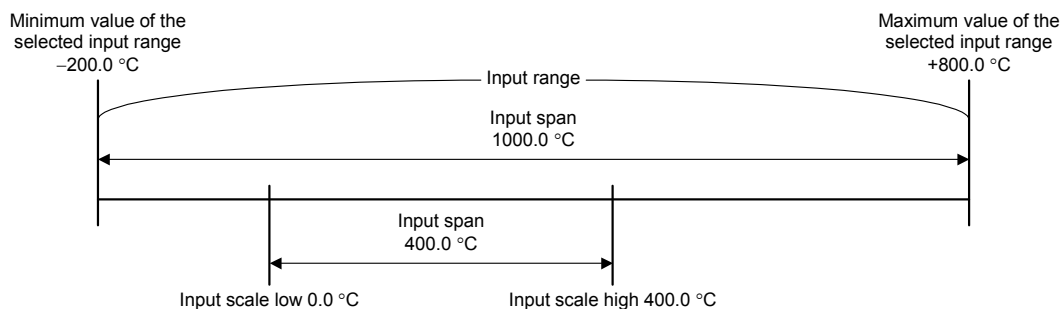 Minimum value of the
selected input range
−200.0 °C
Maximum value of the
selected input range
+800.0 °C
Input range
Input span
1000.0 °C
Input span
400.0 °C
Input scale low 0.0 °C
Input scale high 400.0 °C